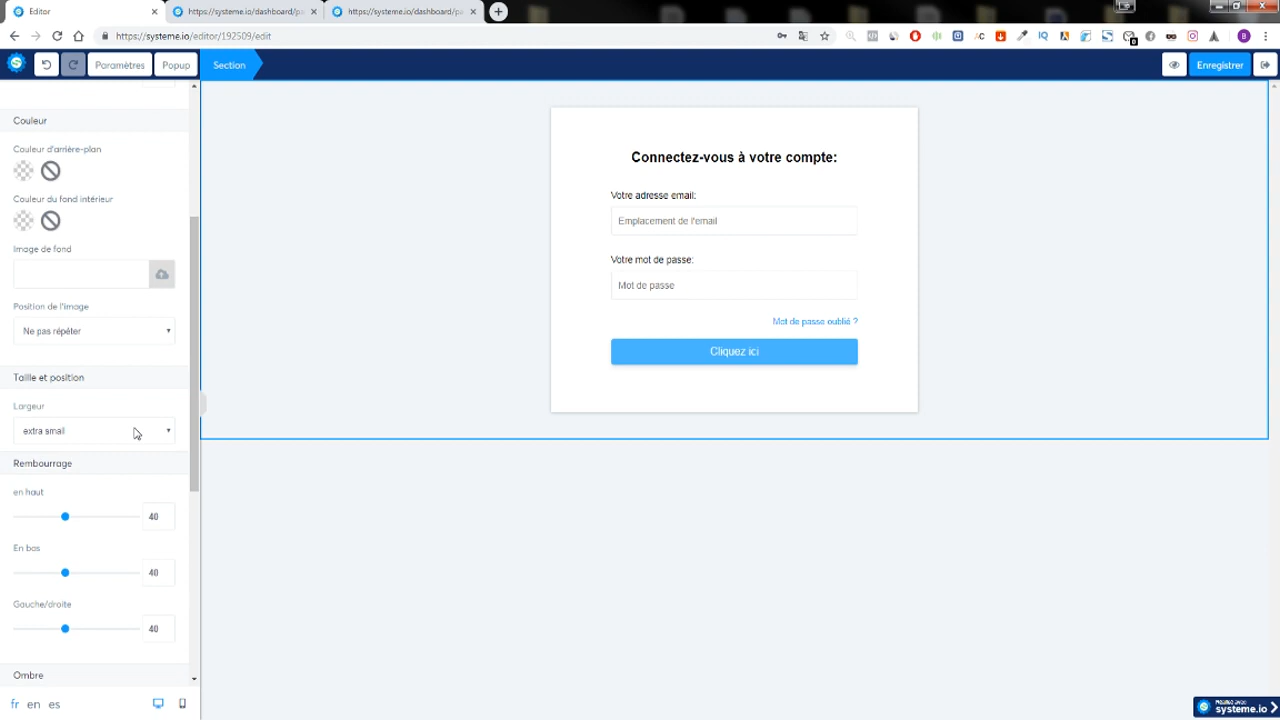 Editor
https://systeme.io/dashboard/pa
https://systeme.io/dashboard/pa
https://systeme.io/editor/192509/edit
Paramètres
Popup
Section
Enregistrer
Couleur
Couleur d'arrière-plan
Couleur du fond intérieur
Image de fond
Position de l'image
Ne pas répéter
Taille et position
Largeur
extra small
Rembourrage
en haut
40
En bas
40
Gauche/droite
40
Ombre
fr en es
Connectez-vous à votre compte:
Votre adresse email:
Emplacement de l'email
Votre mot de passe:
Mot de passe
Mot de passe oublié ?
Cliquez ici
systeme.io